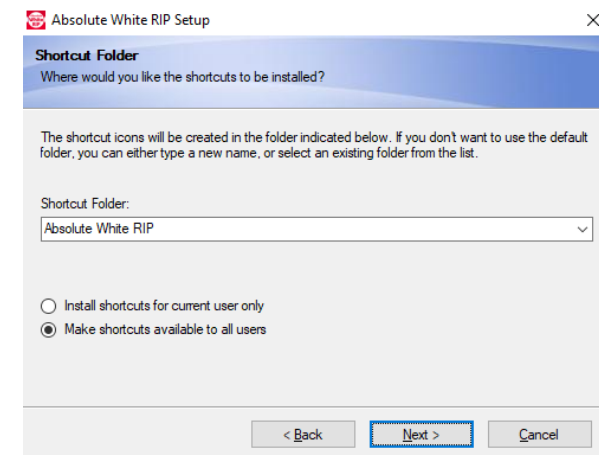 Absolute White RIP Setup
Shortcut Folder
Where would you like the shortcuts to be installed?
The shortcut icons will be created in the folder indicated below. If you don't want to use the default
folder, you can either type a new name, or select an existing folder from the list.
Shortcut Folder:
Absolute White RIP
Install shortcuts for current user only
Make shortcuts available to all users
< Back
Next >
Cancel